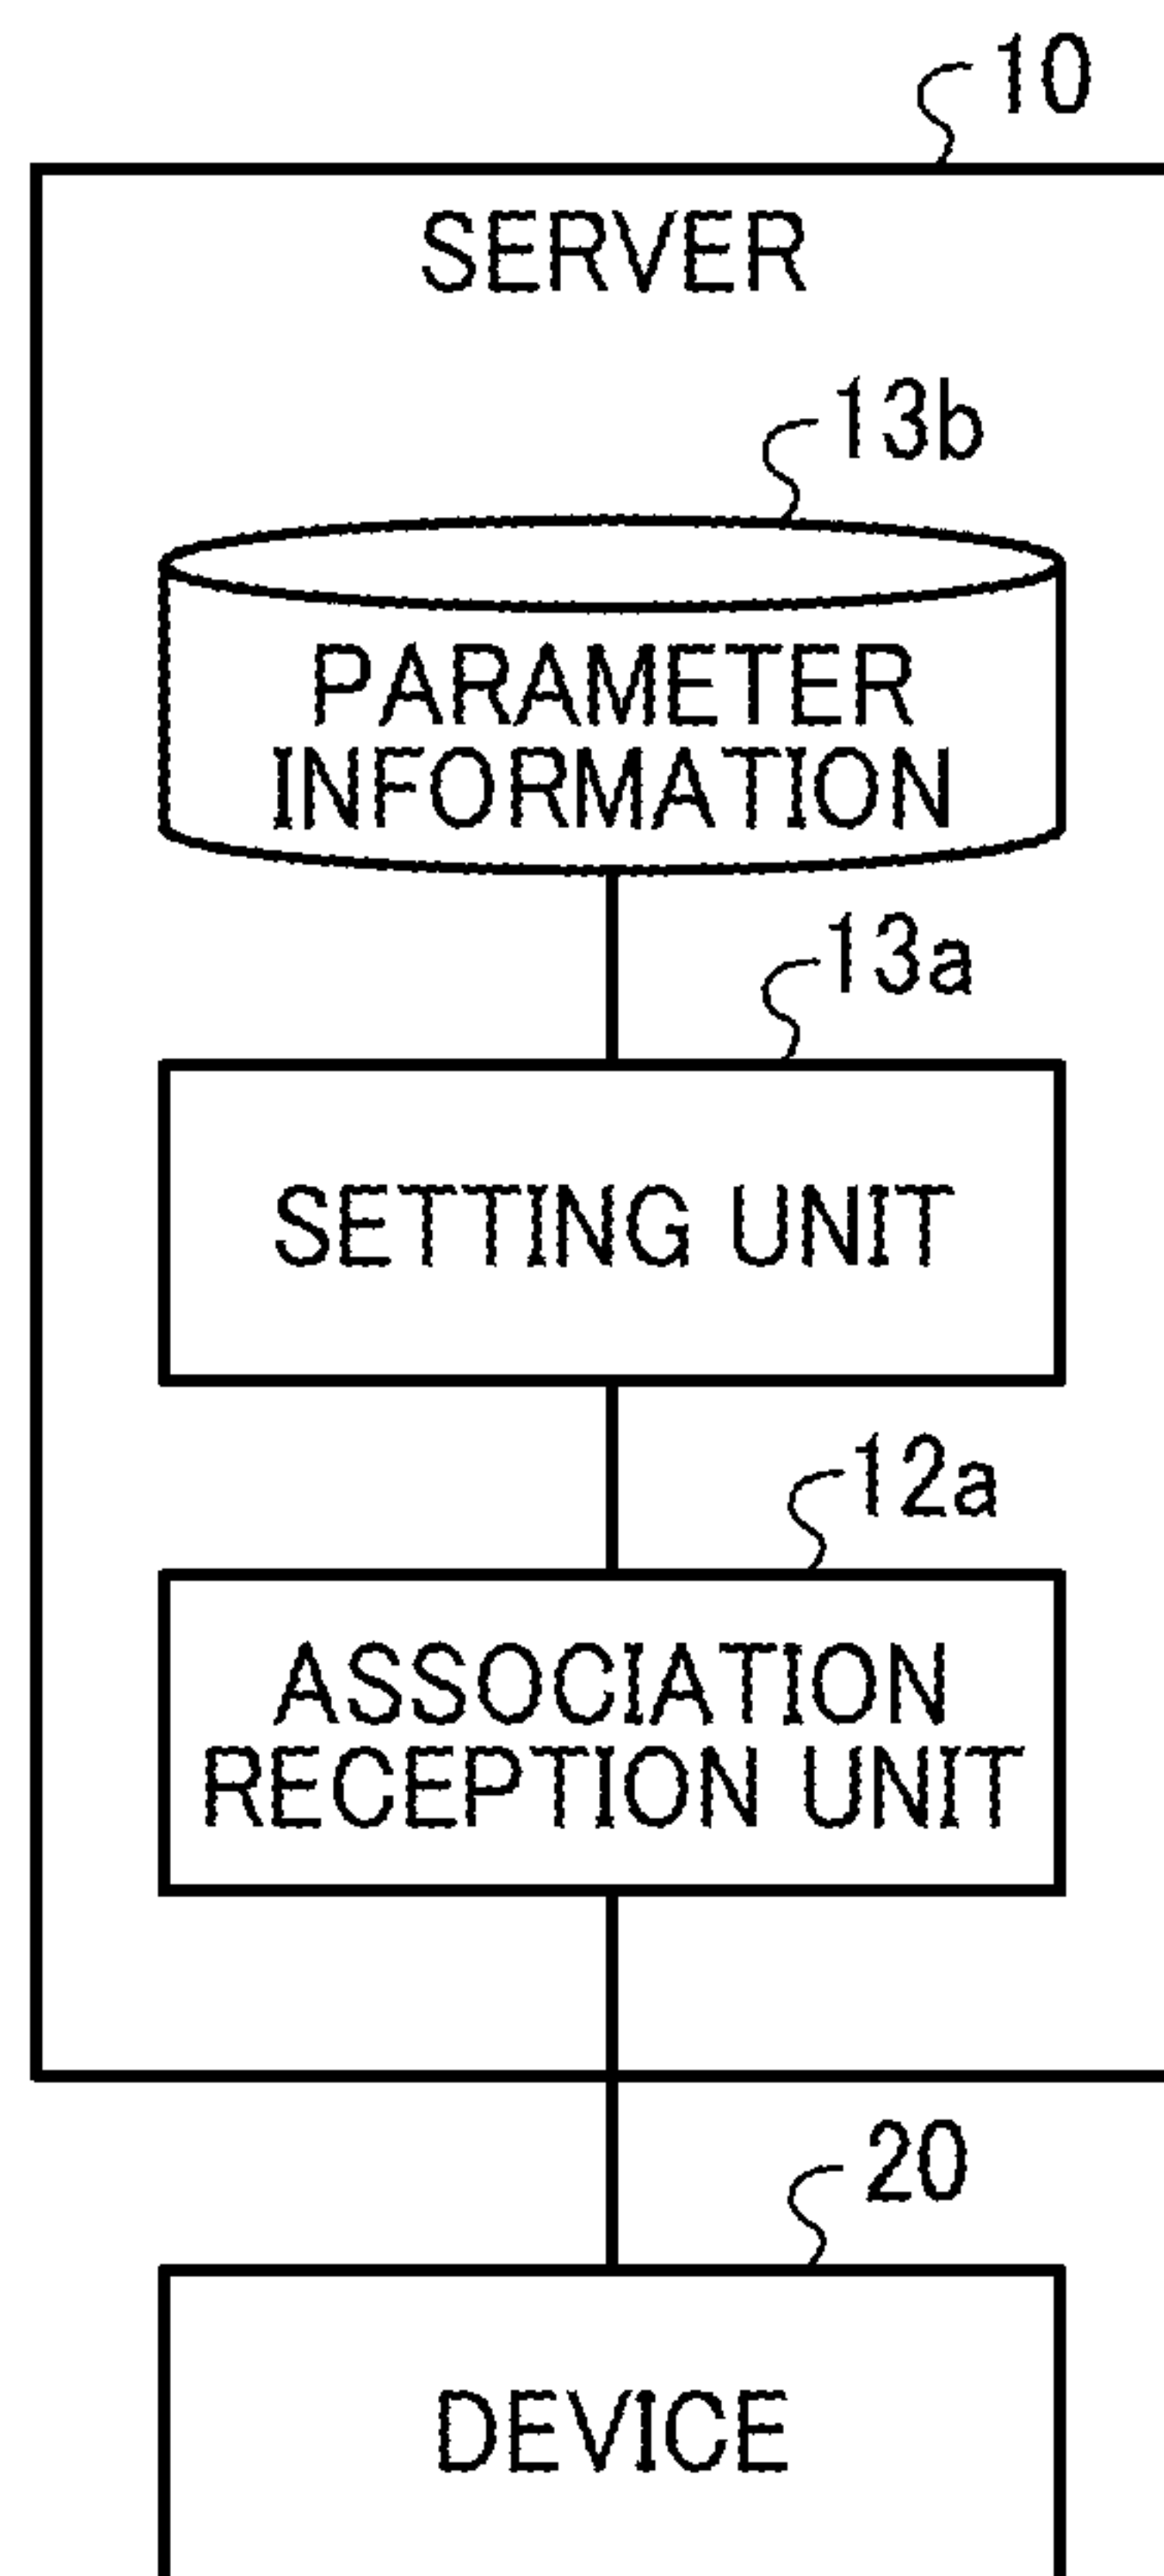 10
SERVER
13b
PARAMETER
INFORMATION
13a
SETTING UNIT
12a
ASSOCIATION
RECEPTION UNIT
20
DEVICE